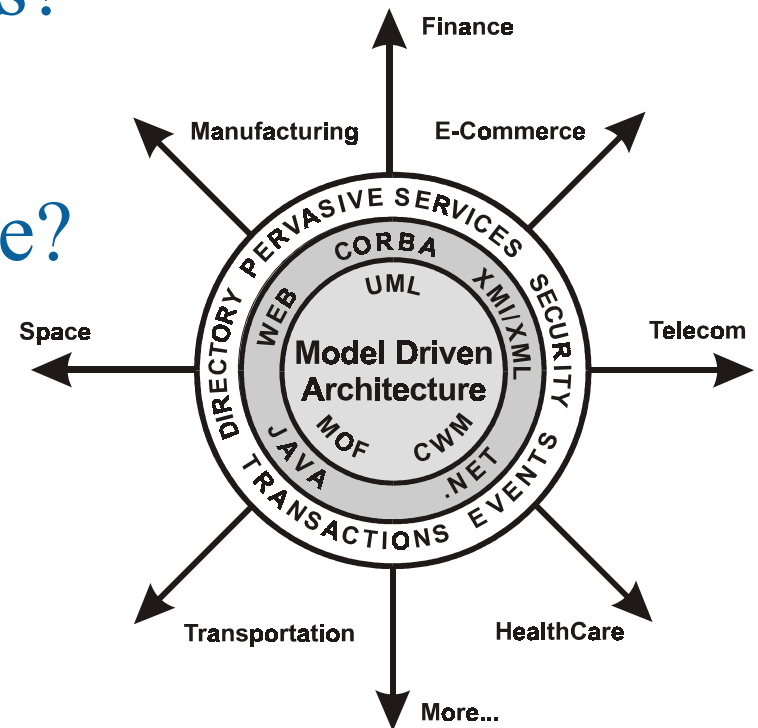 s?
Finance
Manufacturing
E-Commerce
e?
PERVASIVE SERVICES
SECURITY
DIRECTORY
CORBA
XMI/XML
WEB
UML
Space
Telecom
Model Driven
Architecture
MOF
CWM
JAVA
.NET
EVENTS
TRANSACTIONS
Transportation
HealthCare
More...